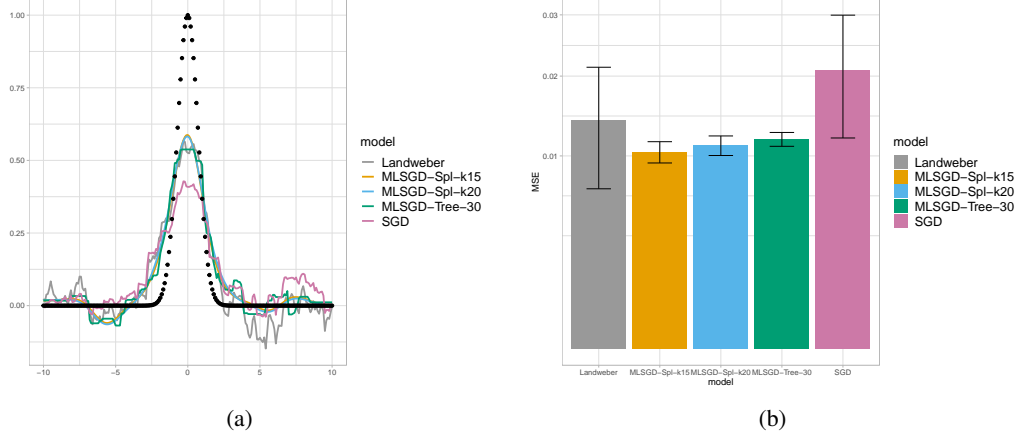 1.00
0.75
0.50
0.25
0.00
−10
−5
0
5
10
model
Landweber
MLSGD−Spl−k15
MLSGD−Spl−k20
MLSGD−Tree−30
SGD
(a)
0.03
0.02
0.01
MSE
Landweber
MLSGD−Spl−k15
MLSGD−Spl−k20
MLSGD−Tree−30
SGD
model
model
Landweber
MLSGD−Spl−k15
MLSGD−Spl−k20
MLSGD−Tree−30
SGD
(b)